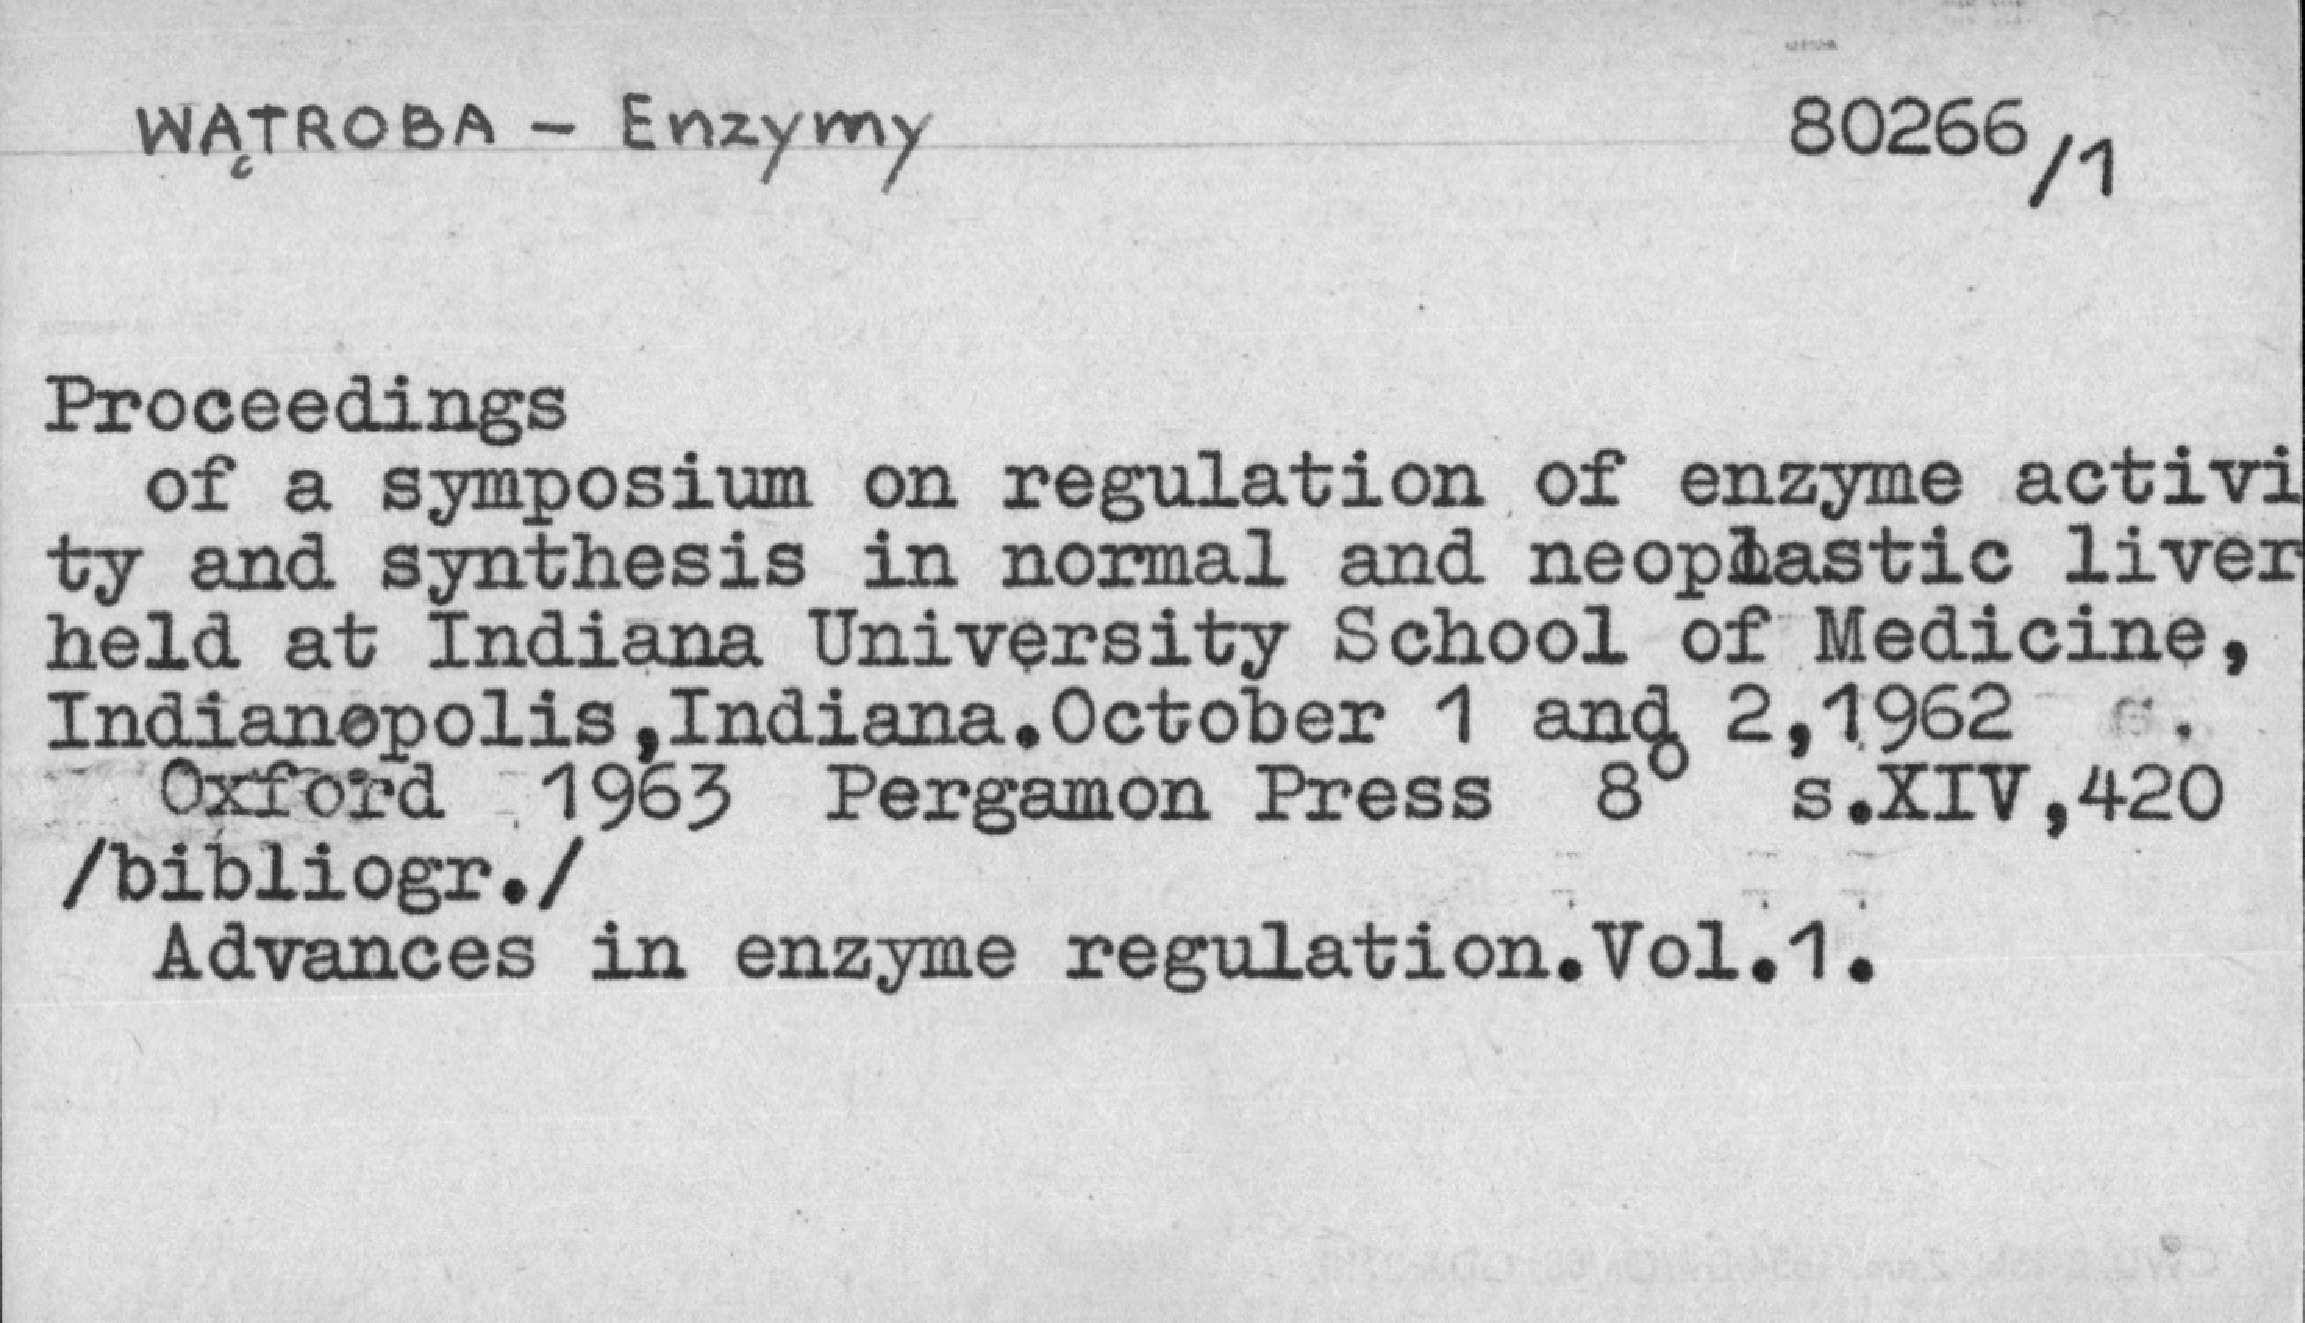 WĄTROBA - Enzymy
80266/1
Proceedings
of a symposium on regulation of enzyme activi
ty and synthesis in normal and neoplastic liver
held at Indiana University School of Medicine,
Indianopolis,Indiana.October 1 and 2,1962
Oxford 1963 Pergamon Press 8° s.XIV,420
/bibliogr./
Advances in enzyme regulation.Vol.1.